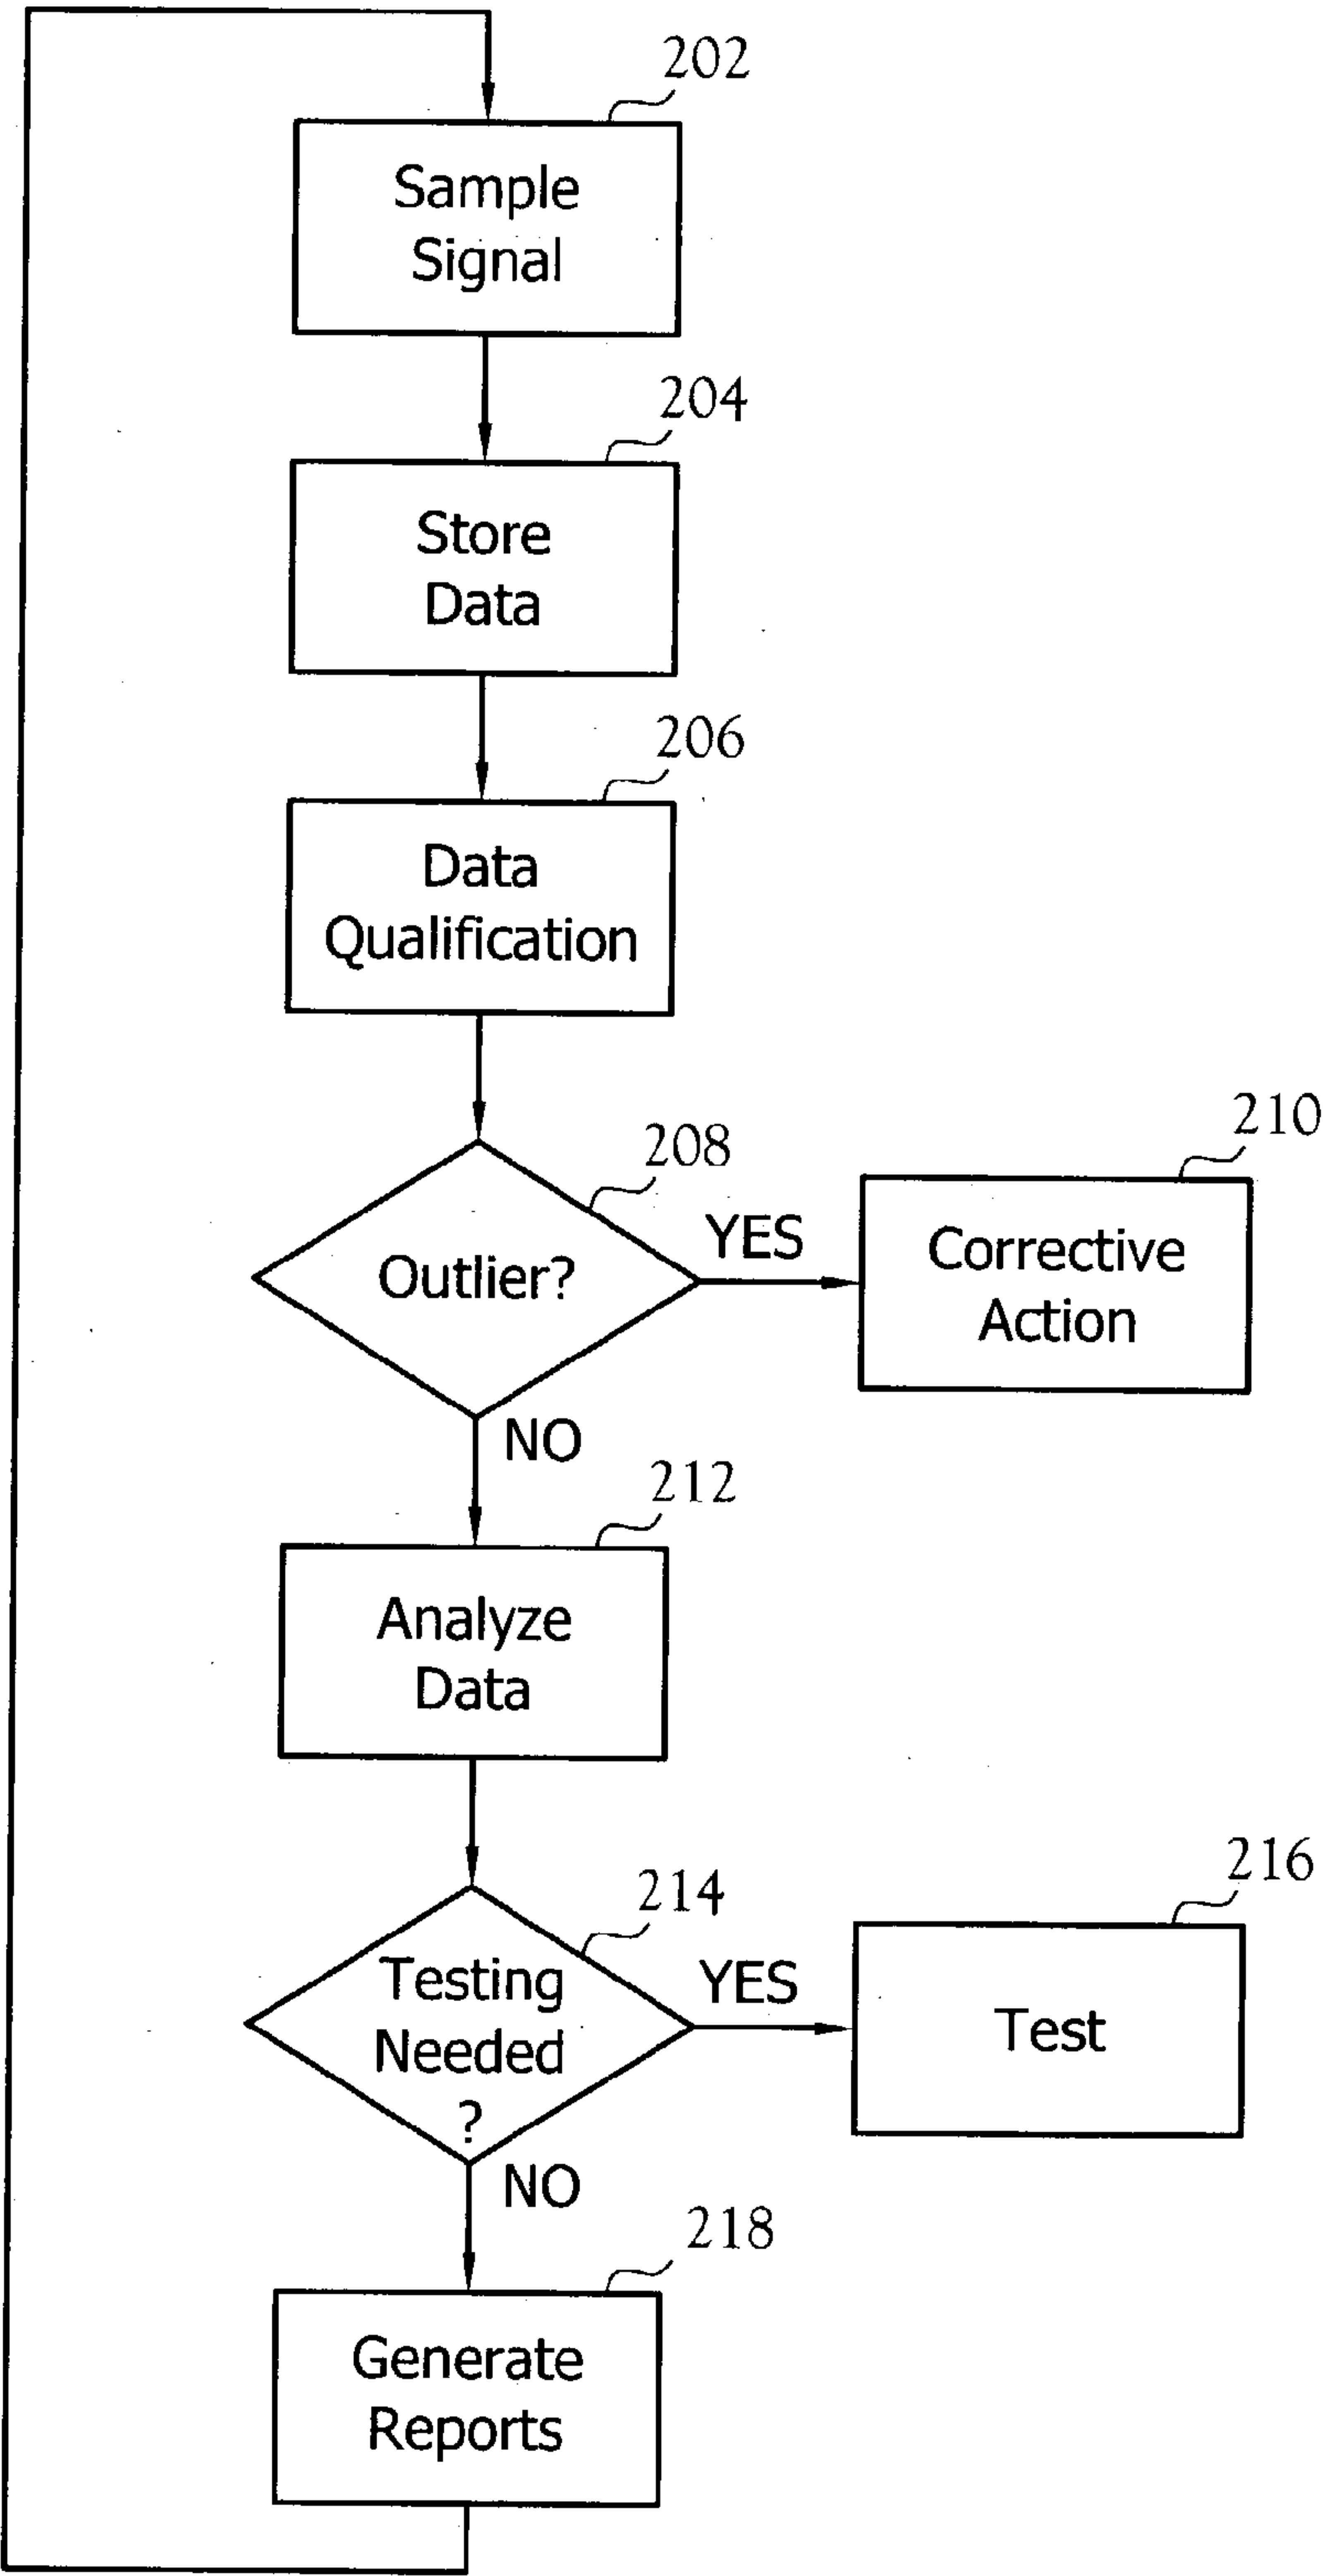 202
Sample
Signal
204
Store
Data
206
Data
Qualification
208
Outlier?
YES
210
Corrective
Action
NO
212
Analyze
Data
214
Testing
Needed
?
YES
216
Test
NO
218
Generate
Reports